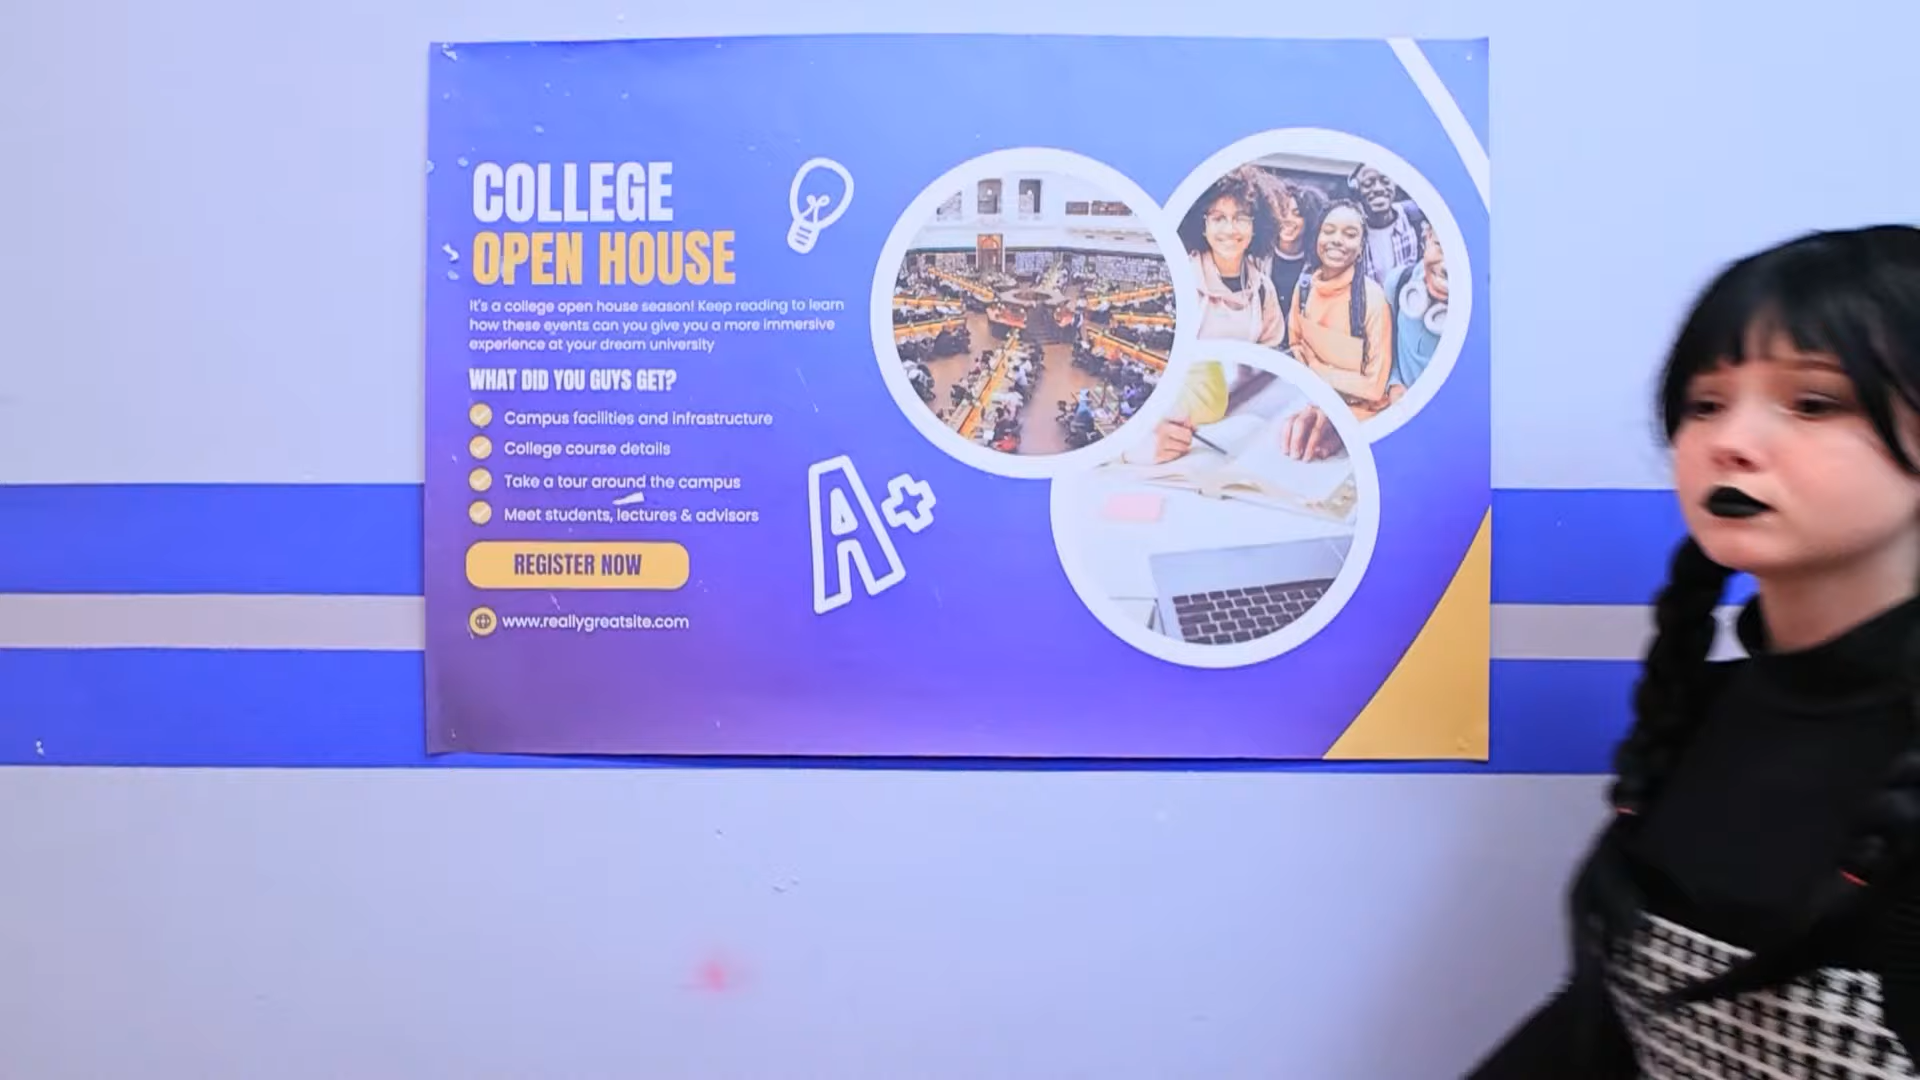 COLLEGE
OPEN HOUSE
It's a college open house season! Keep reading to learn
how these events can you give you a more immersive
experience at your dream university
WHAT DID YOU GUYS GET?
Campus facilities and infrastructure
College course details
Take a tour around the campus
Meet students, lectures & advisors
REGISTER NOW
www.reallygreatsite.com
A+